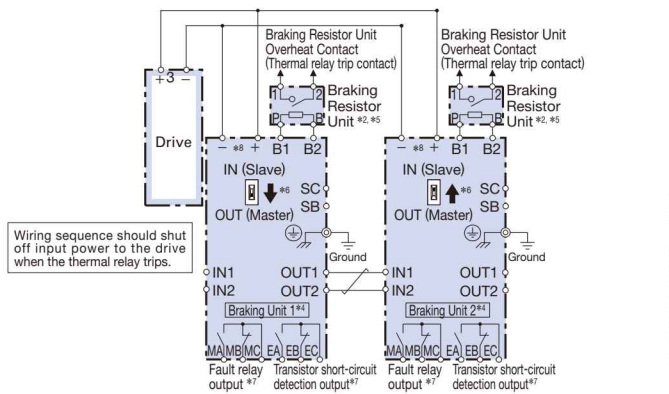 Braking Resistor Unit
Overheat Contact
(Thermal relay trip contact)
Braking Resistor Unit
Overheat Contact
(Thermal relay trip contact)
+3 −
Drive
1 2
Braking
Resistor
Unit *2, *5
P B
1 2
Braking
Resistor
Unit *2, *5
P B
− *8 + B1 B2
IN (Slave)
*6
OUT (Master)
SC
SB
Ground
IN1
IN2
OUT1
OUT2
Braking Unit 1*4
MA MB MC EA EB EC
Fault relay
output *7
Transistor short-circuit
detection output*7
− *8 + B1 B2
IN (Slave)
*6
OUT (Master)
SC
SB
Ground
IN1
IN2
OUT1
OUT2
Braking Unit 2*4
MA MB MC EA EB EC
Fault relay
output *7
Transistor short-circuit
detection output*7
Wiring sequence should shut
off input power to the drive
when the thermal relay trips.